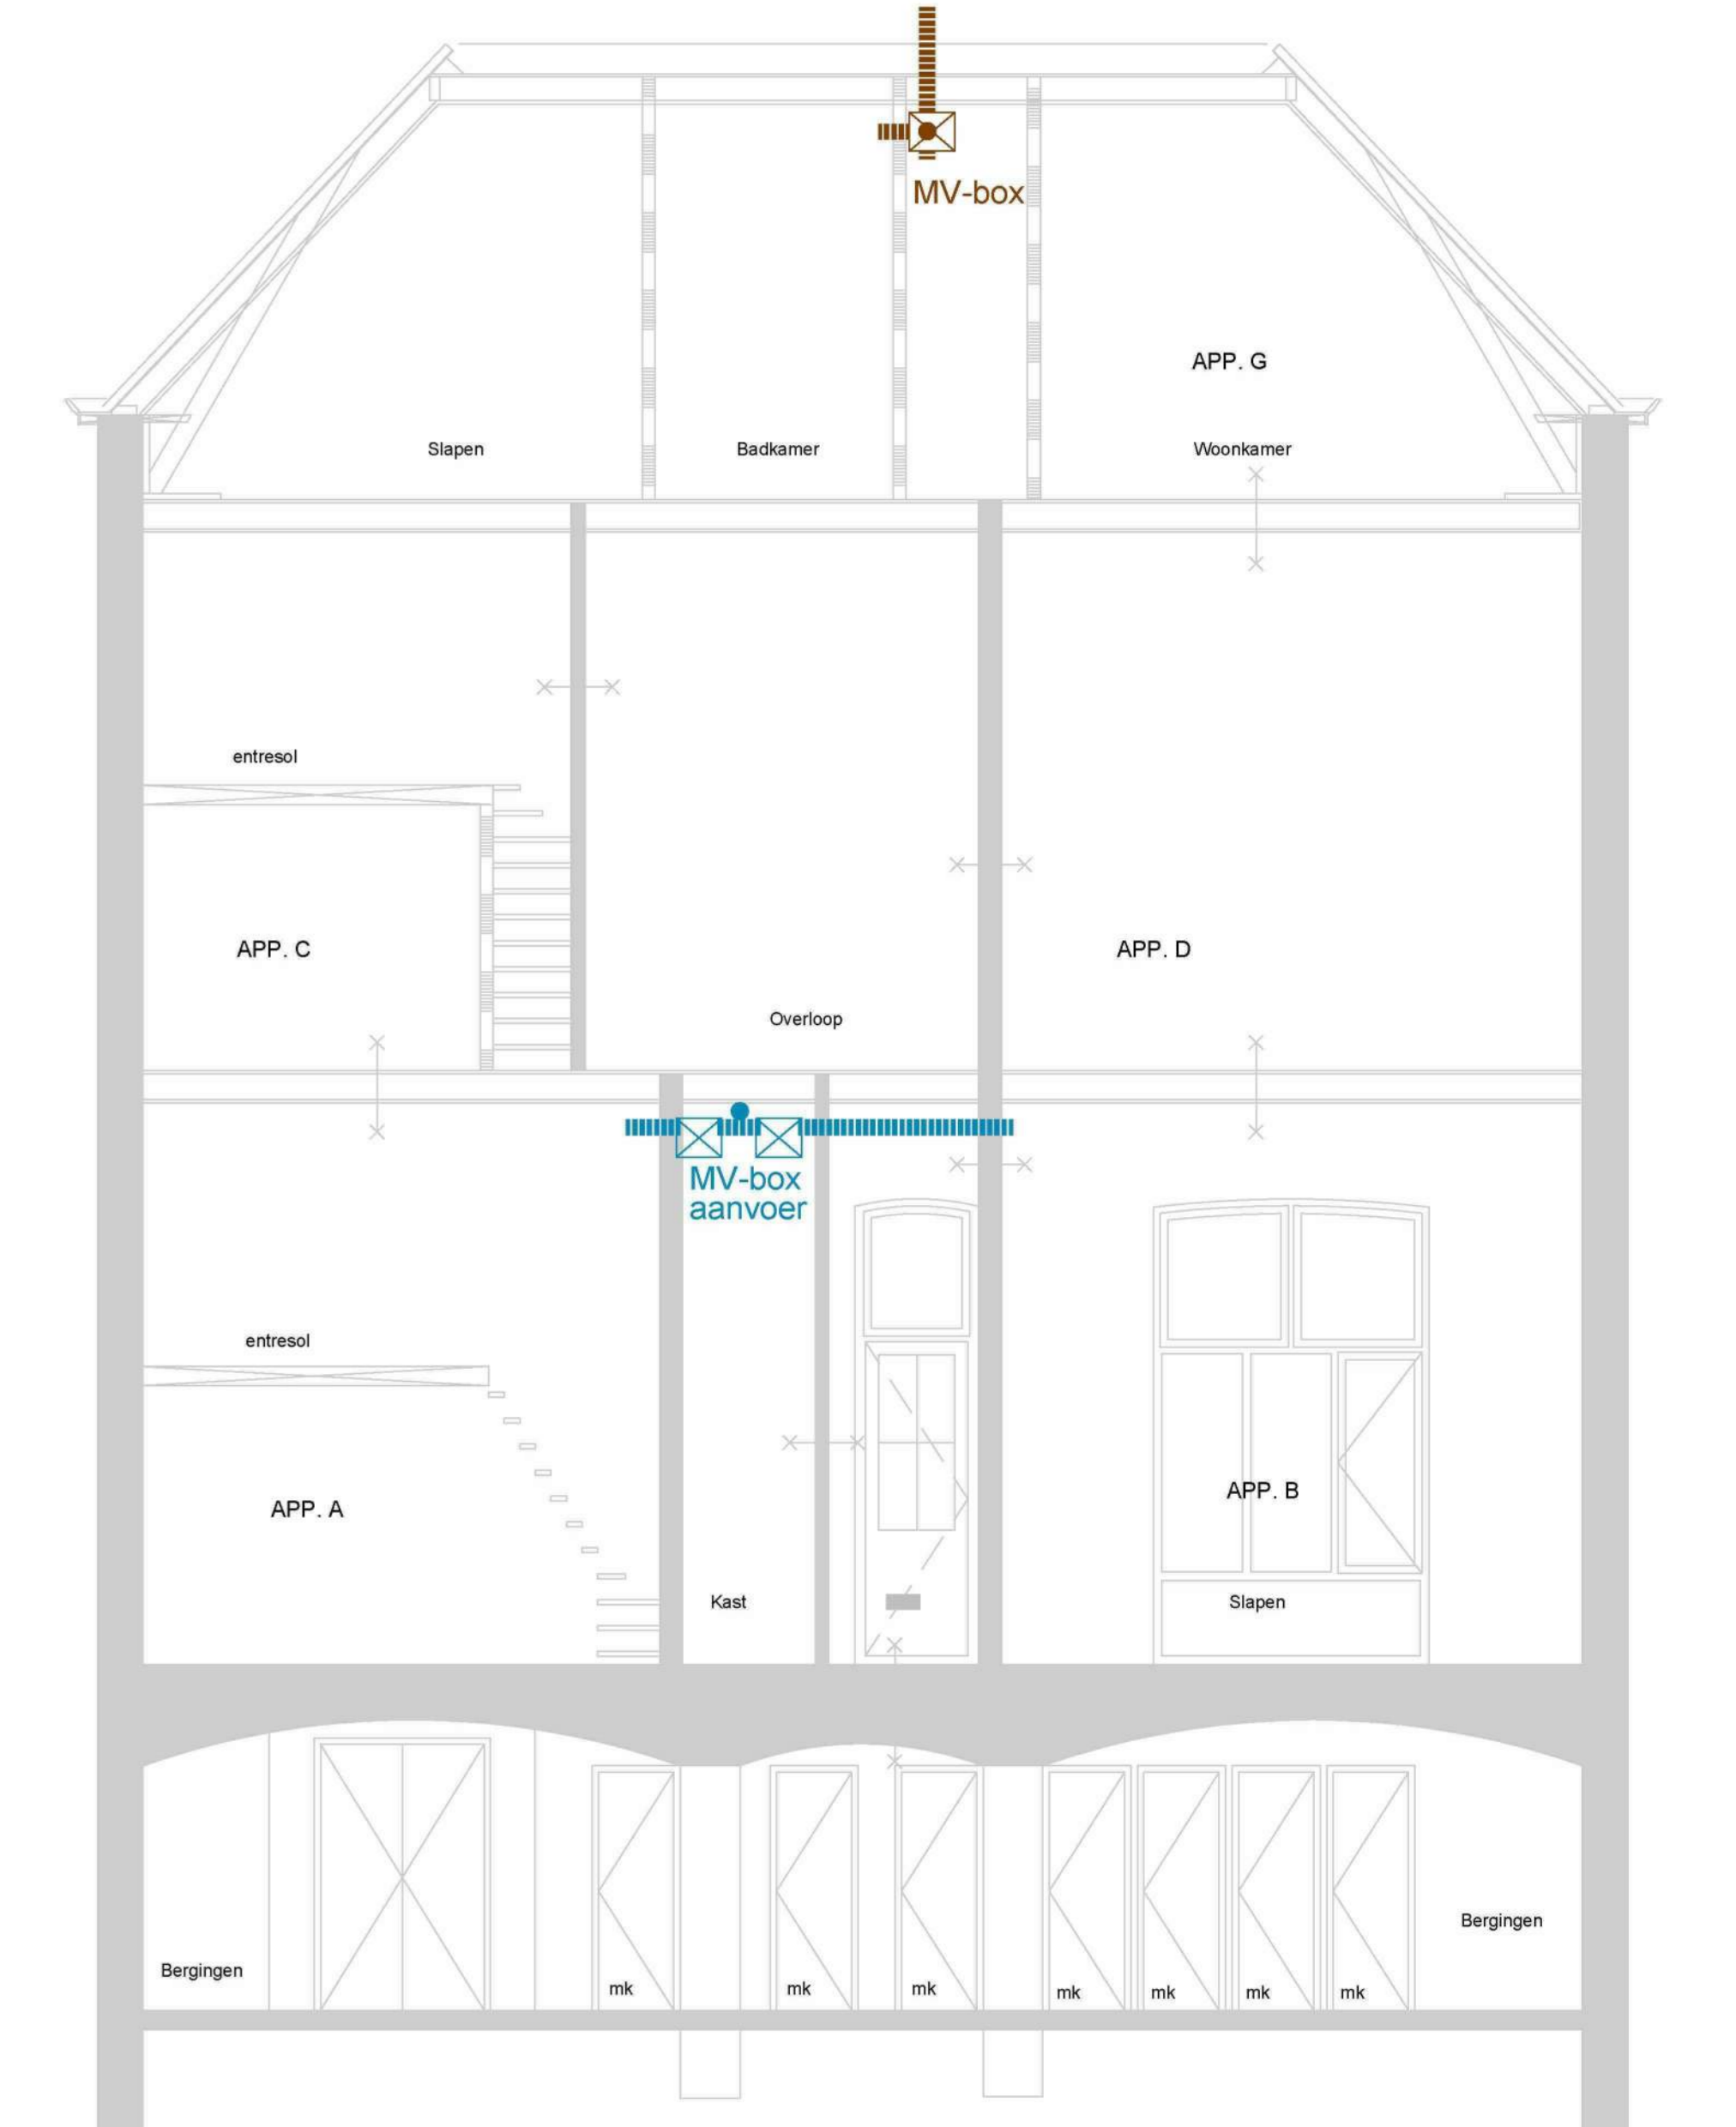 MV-box
APP. G
Slapen
Badkamer
Woonkamer
entresol
APP. C
APP. D
Overloop
MV-box
aanvoer
entresol
APP. A
APP. B
Kast
Slapen
Bergingen
Bergingen
mk
mk
mk
mk
mk
mk
mk